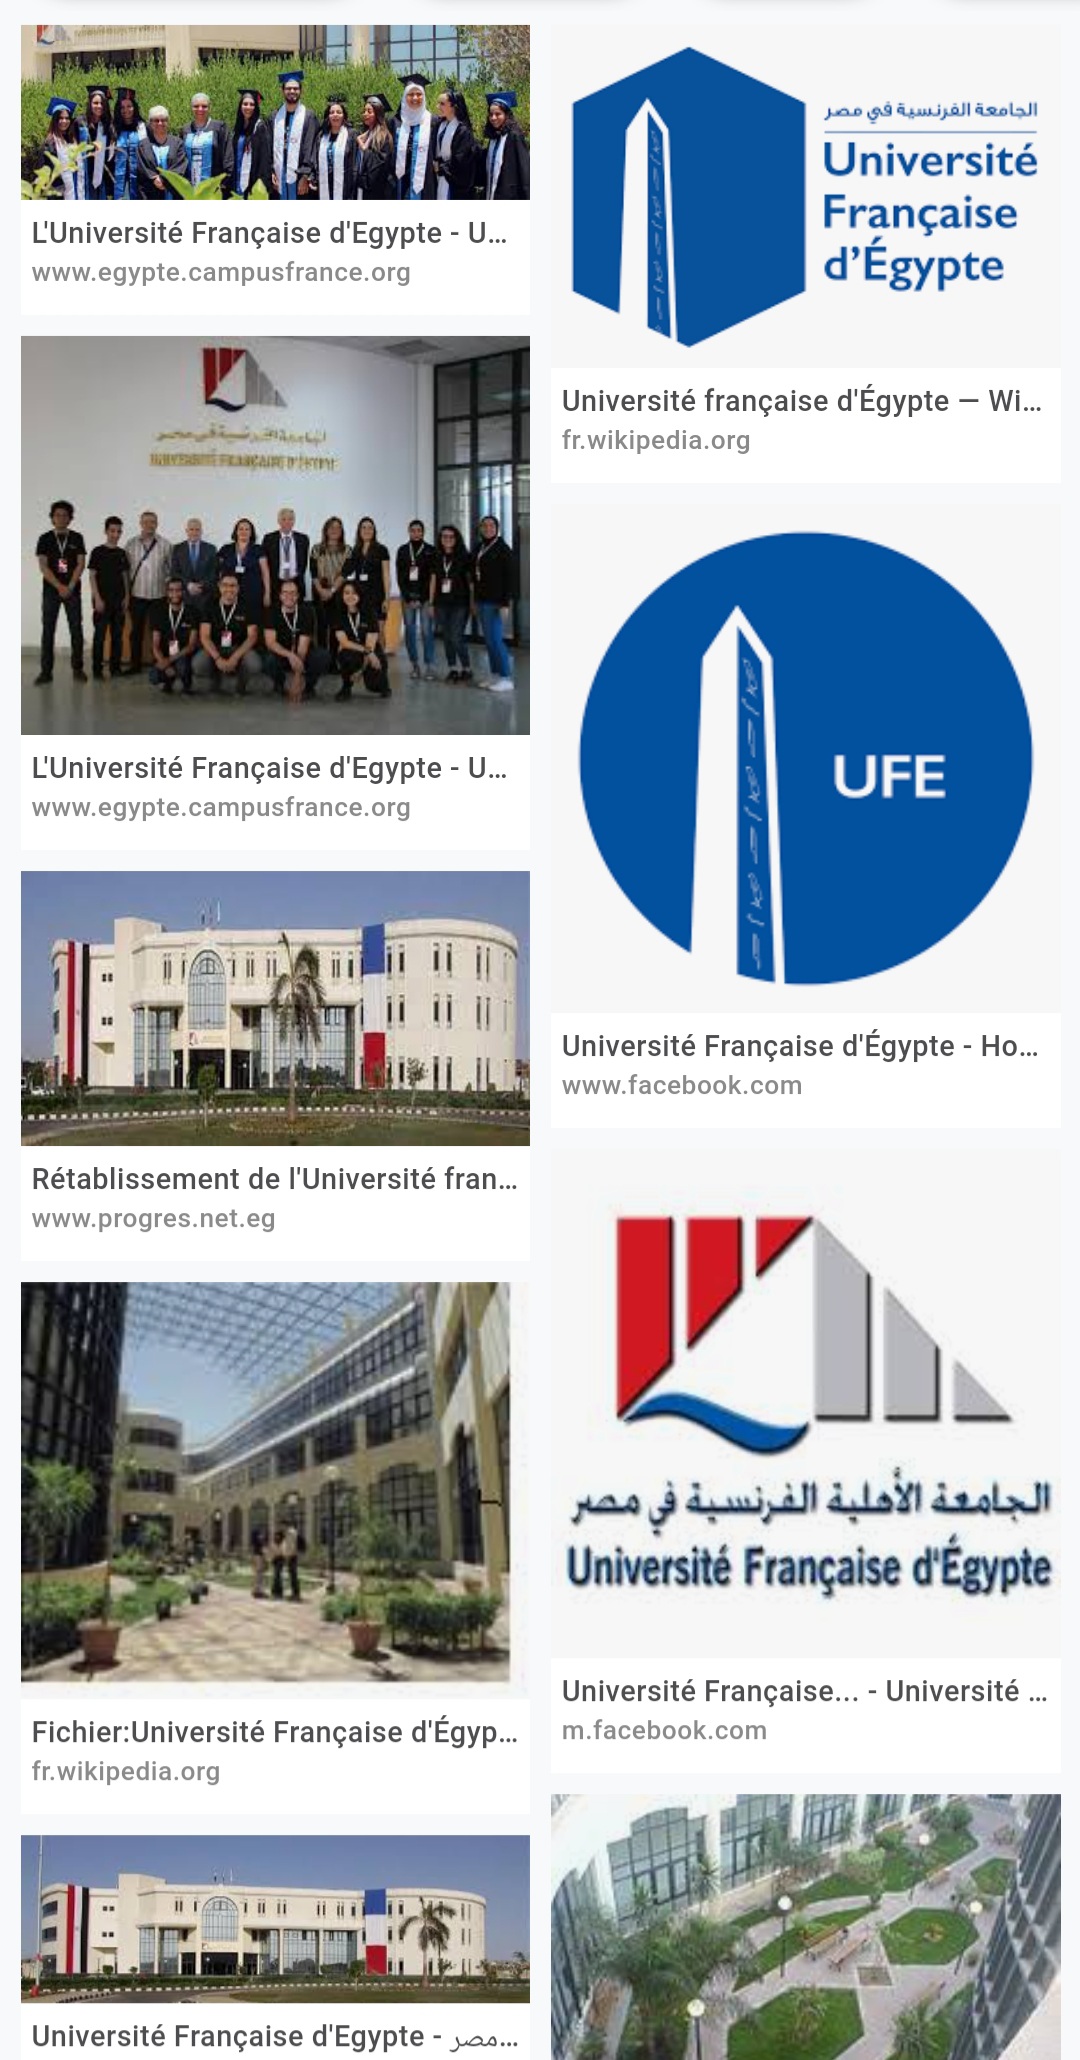 L'Université Française d'Egypte - U...
www.egypte.campusfrance.org
الجامعة الفرنسية في مصر
UNIVERSITÉ FRANÇAISE D'ÉGYPTE
L'Université Française d'Egypte - U...
www.egypte.campusfrance.org
Rétablissement de l'Université fran...
www.progres.net.eg
Fichier:Université Française d'Égyp...
fr.wikipedia.org
Université Française d'Egypte - مصر...
الجامعة الفرنسية في مصر
Université
Française
d'Égypte
Université française d'Égypte — Wi...
fr.wikipedia.org
UFE
Université Française d'Égypte - Ho...
www.facebook.com
الجامعة الأهلية الفرنسية في مصر
Université Française d'Égypte
Université Française... - Université ...
m.facebook.com